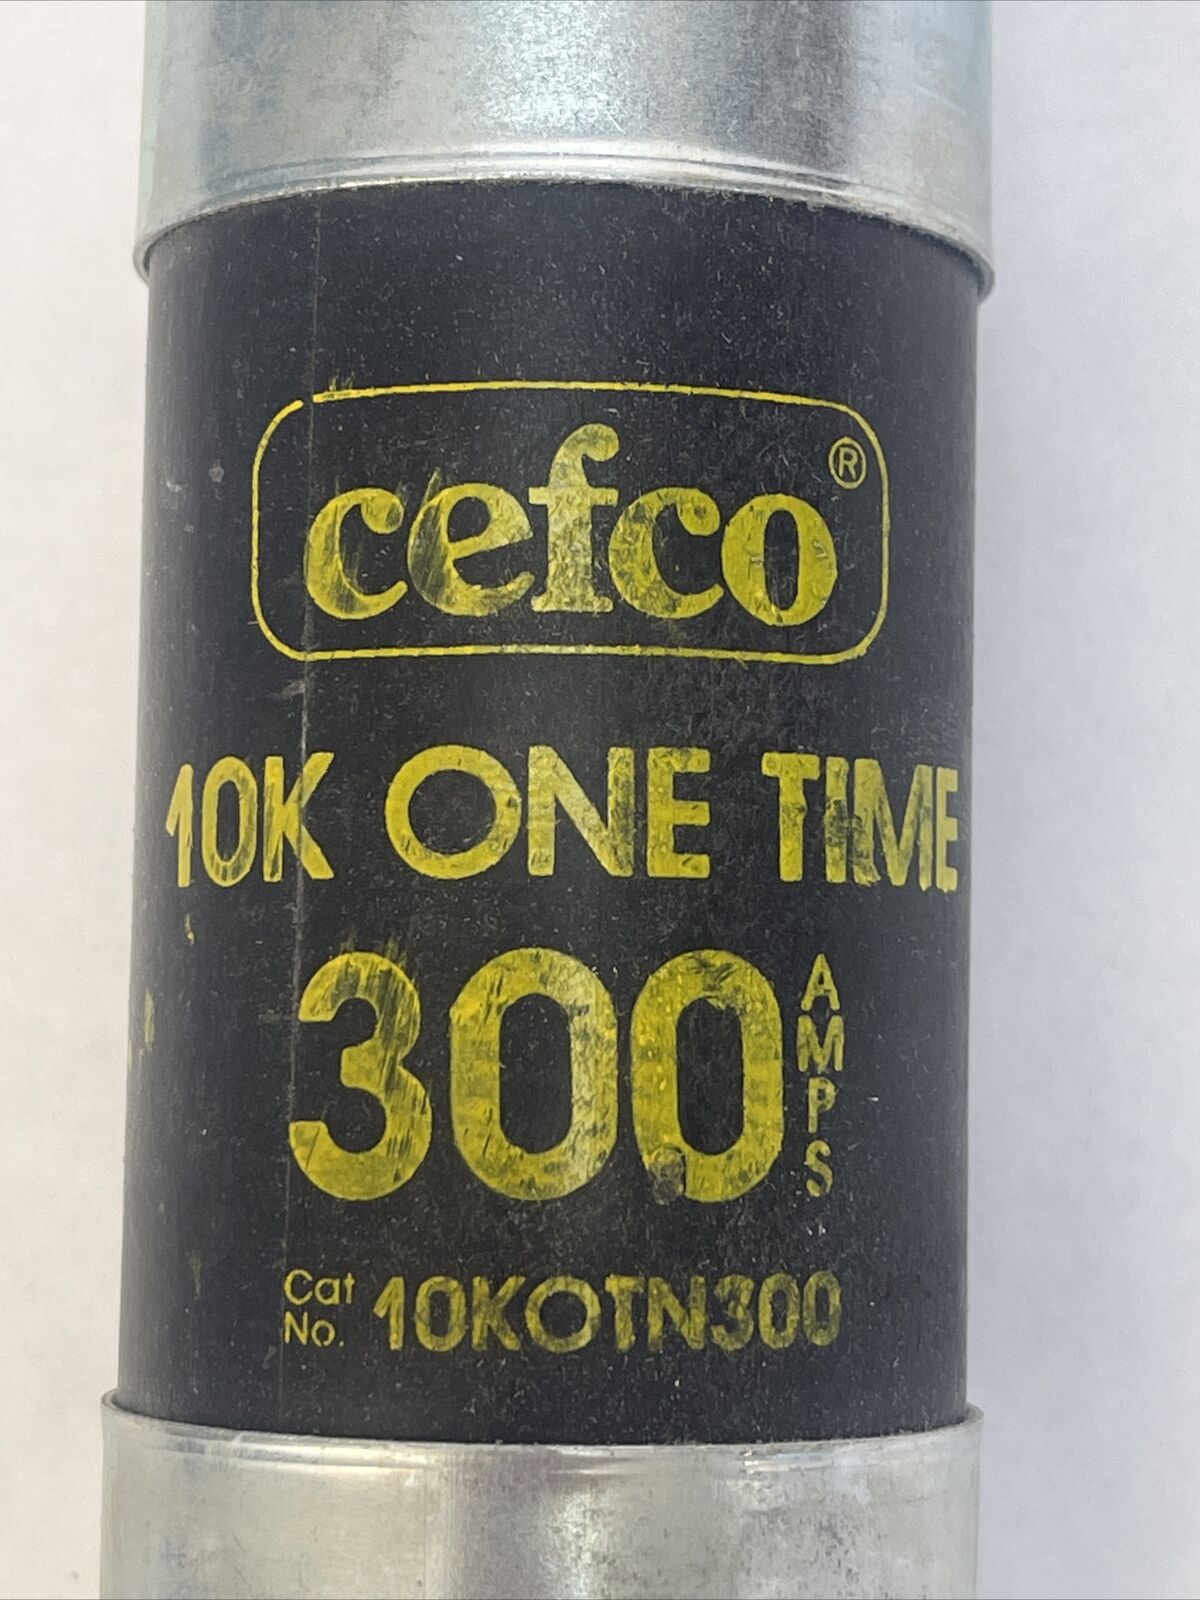 cefco®
10K ONE TIME
300 AMPS
Cat No. 10KOTN300